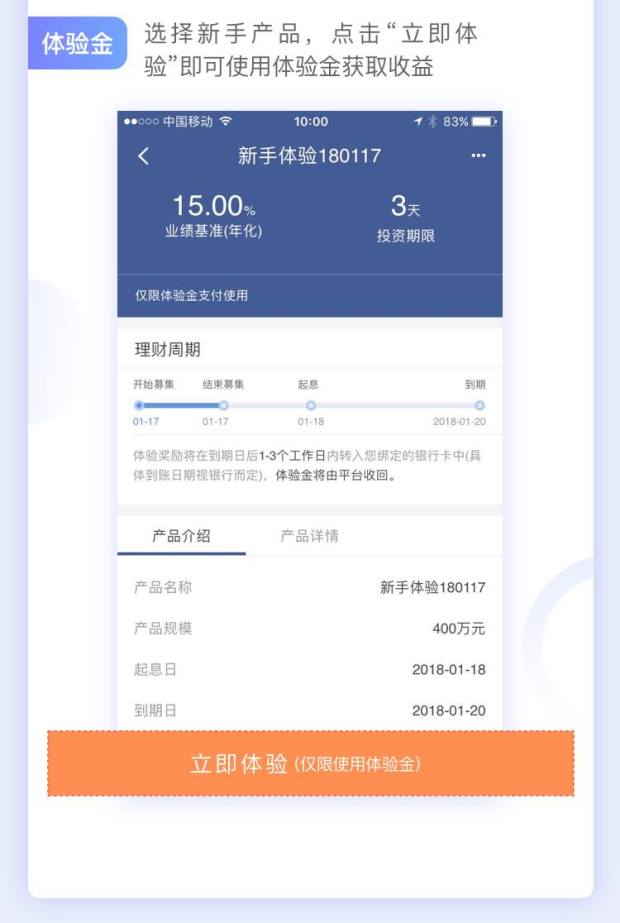 体验金
选择新手产品，点击“立即体
验”即可使用体验金获取收益
中国移动 10:00 83%
新手体验180117
15.00% 3天
业绩基准(年化) 投资期限
仅限体验金支付使用
理财周期
开始募集 结束募集 起息 到期
01-17 01-17 01-18 2018-01-20
体验奖励将在到期日后1-3个工作日内转入您绑定的银行卡中(具
体到账日期视银行而定)，体验金将由平台收回。
产品介绍 产品详情
产品名称 新手体验180117
产品规模 400万元
起息日 2018-01-18
到期日 2018-01-20
立即体验(仅限使用体验金)